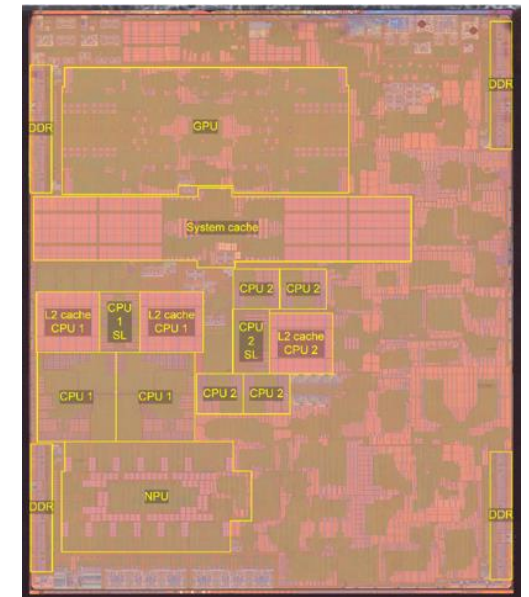 DDR
DDR
GPU
System cache
CPU 2
CPU 2
L2 cache
CPU 1
CPU
1
SL
L2 cache
CPU 1
CPU
2
SL
L2 cache
CPU 2
CPU 1
CPU 1
CPU 2
CPU 2
NPU
DDR
DDR